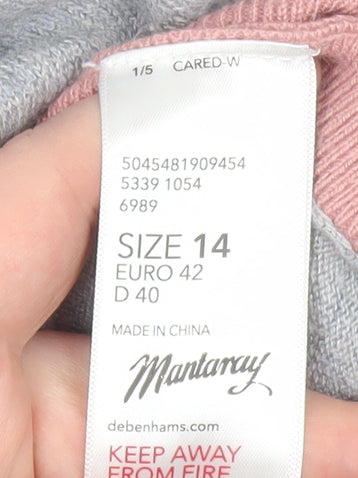 1/5 CARED-W
5045481909454
5339 1054
6989
SIZE 14
EURO 42
D 40
MADE IN CHINA
Mantaray
debenhams.com
KEEP AWAY
FROM FIRE